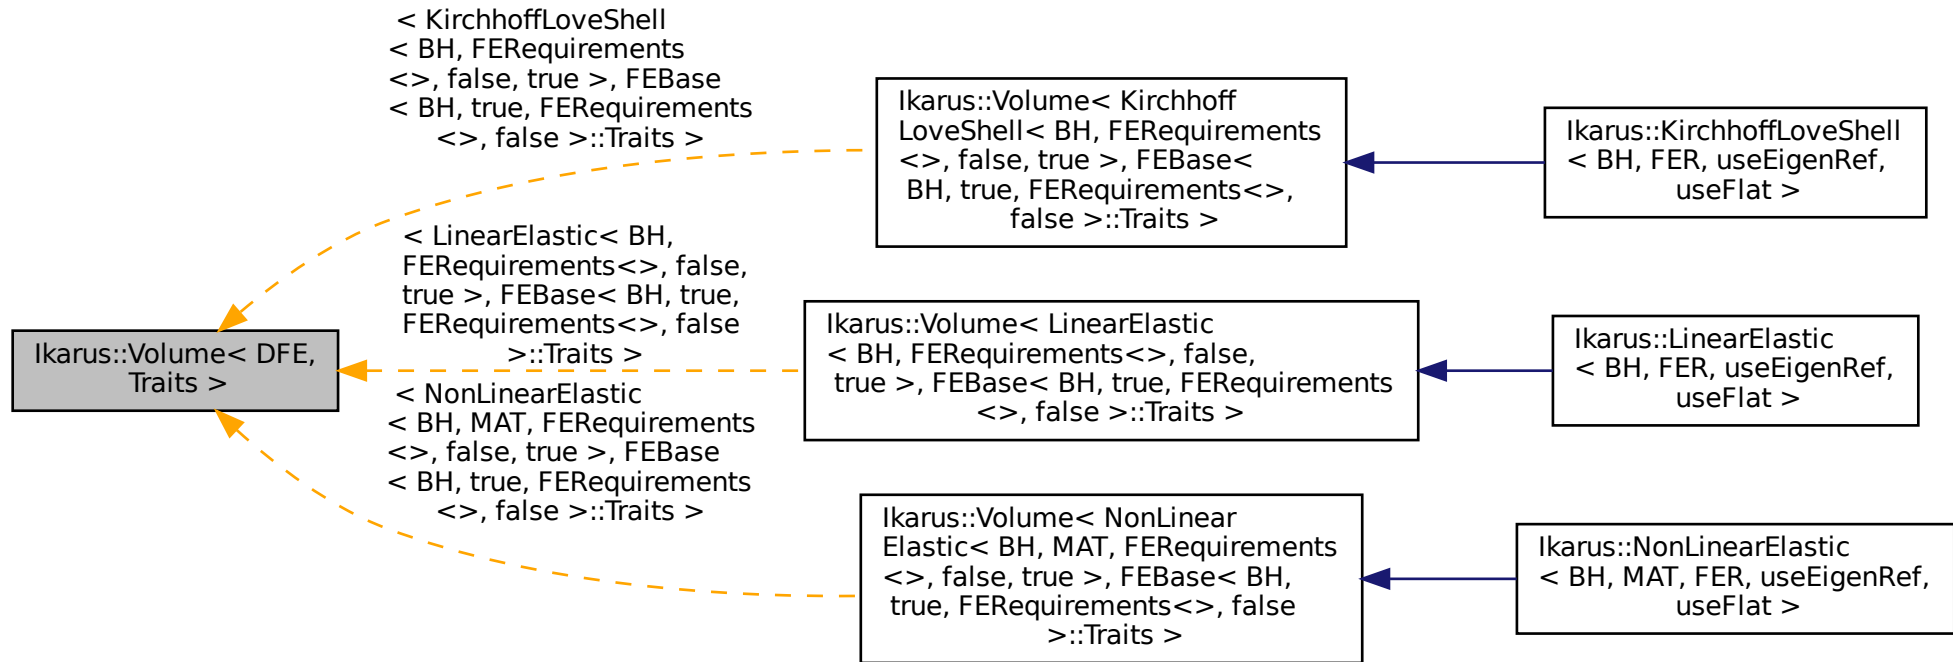 < KirchhoffLoveShell
< BH, FERequirements
<>, false, true >, FEBase
< BH, true, FERequirements
<>, false >::Traits >
Ikarus::Volume< Kirchhoff
LoveShell< BH, FERequirements
<>, false, true >, FEBase<
BH, true, FERequirements<>,
false >::Traits >
Ikarus::KirchhoffLoveShell
< BH, FER, useEigenRef,
useFlat >
< LinearElastic< BH,
FERequirements<>, false,
true >, FEBase< BH, true,
FERequirements<>, false
>::Traits >
Ikarus::Volume< DFE,
Traits >
Ikarus::Volume< LinearElastic
< BH, FERequirements<>, false,
true >, FEBase< BH, true, FERequirements
<>, false >::Traits >
Ikarus::LinearElastic
< BH, FER, useEigenRef,
useFlat >
< NonLinearElastic
< BH, MAT, FERequirements
<>, false, true >, FEBase
< BH, true, FERequirements
<>, false >::Traits >
Ikarus::Volume< NonLinear
Elastic< BH, MAT, FERequirements
<>, false, true >, FEBase< BH,
true, FERequirements<>, false
>::Traits >
Ikarus::NonLinearElastic
< BH, MAT, FER, useEigenRef,
useFlat >